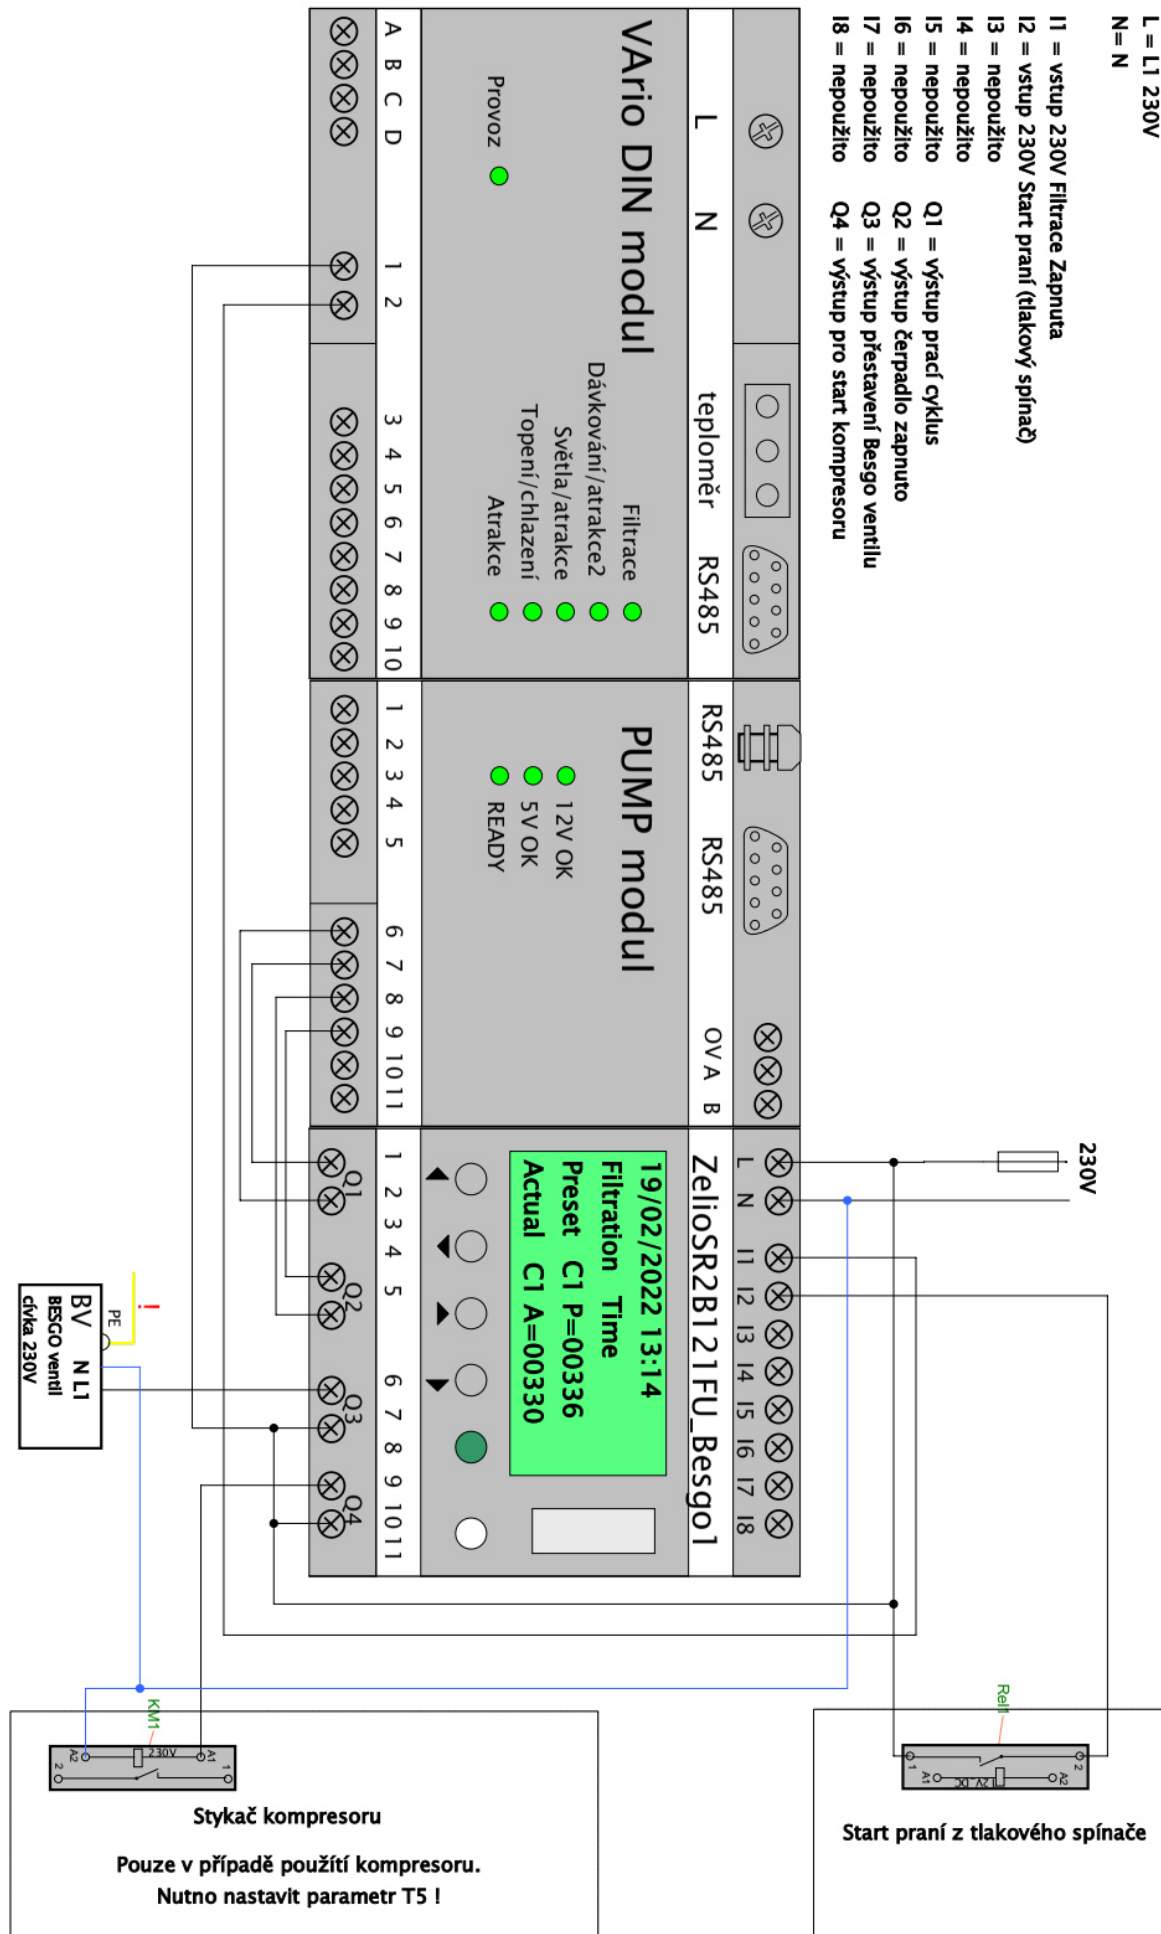 L = L1 230V
N= N
I1 = vstup 230V Filtrace Zapnuta
I2 = vstup 230V Start praní (tlakový spínač)
I3 = nepoužito
I4 = nepoužito
I5 = nepoužito
I6 = nepoužito
I7 = nepoužito
I8 = nepoužito
Q1 = výstup prací cyklus
Q2 = výstup čerpadlo zapnuto
Q3 = výstup přestavení Besgo ventilu
Q4 = výstup pro start kompresoru
L N teploměr RS485
VArio DIN modul
Provoz
Filtrace
Dávkování/atrakce2
Světla/atrakce
Topení/chlazení
Atrakce
A B C D 1 2 3 4 5 6 7 8 9 10
RS485 RS485 0V A B
PUMP modul
12V OK
5V OK
READY
1 2 3 4 5 6 7 8 9 10 11
230V
L N I1 I2 I3 I4 I5 I6 I7 I8
ZelioSR2B121FU_Besgo1
19/02/2022 13:14
Filtration Time
Preset C1 P=00336
Actual C1 A=00330
1 2 3 4 5 6 7 8 9 10 11
Q1 Q2 Q3 Q4
!
PE
BV N L1
BESGO ventil
cívka 230V
KM1
A2 230V A1
2 1
Stykač kompresoru
Pouze v případě použítí kompresoru.
Nutno nastavit parametr T5 !
Rel1
1 2
A1 12V DC A2
Start praní z tlakového spínače